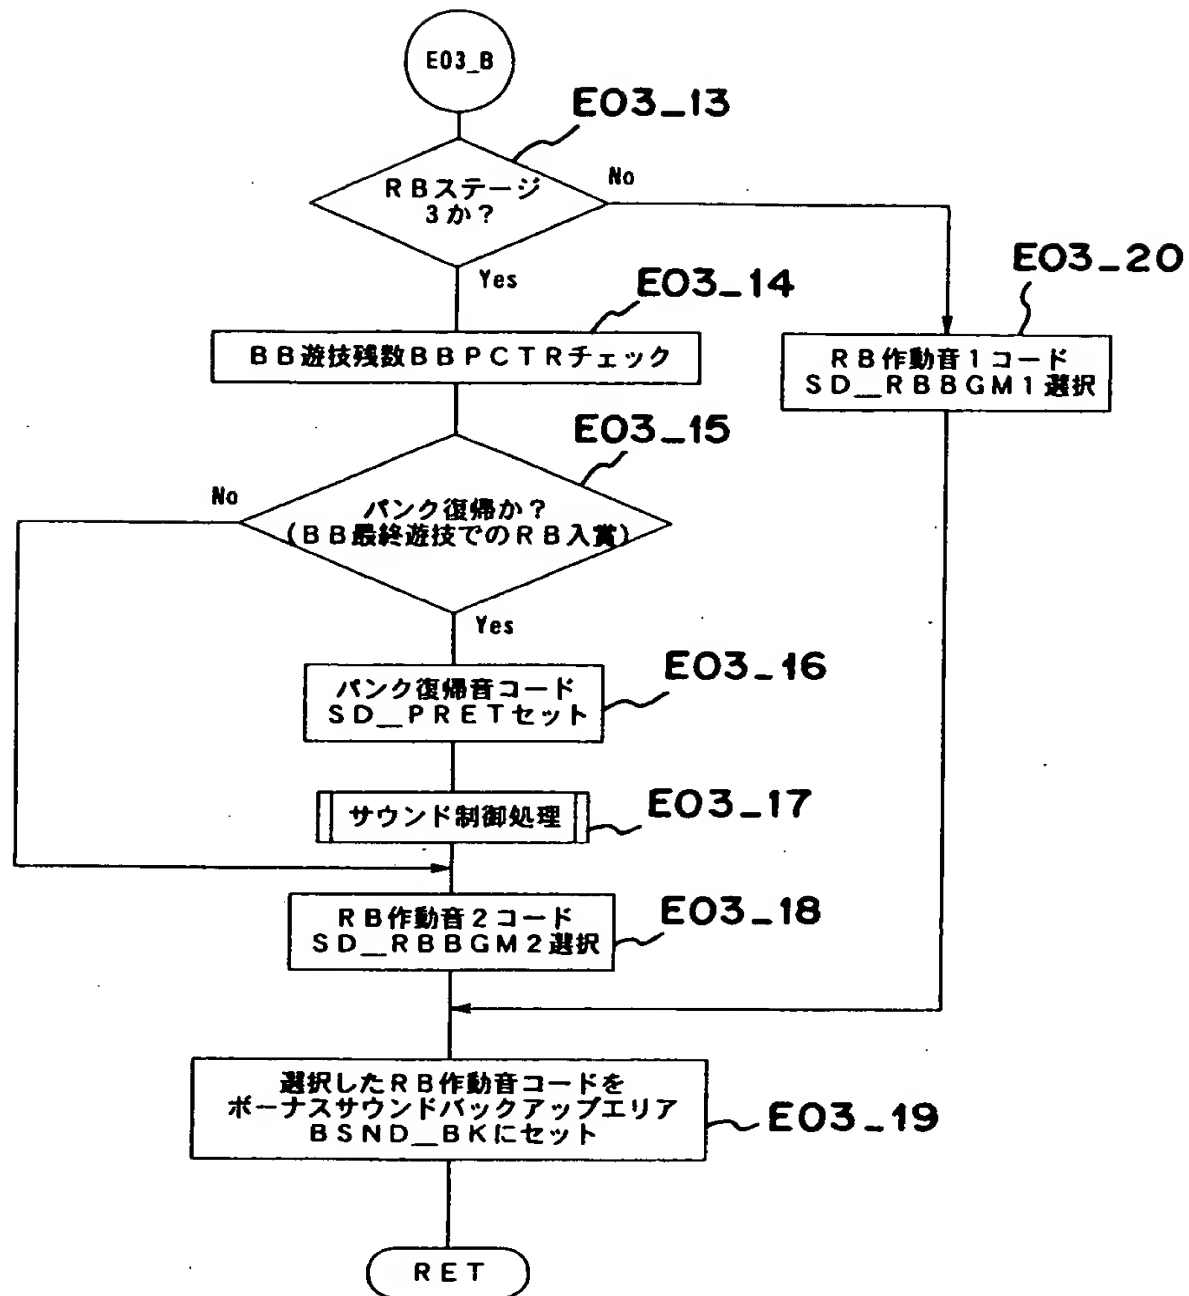 E03_B
E03_13
RBステージ
3か?
No
Yes
E03_14
E03_20
BB遊技残数BBPCTRチェック
RB作動音1コード
SD__RBBGM1選択
E03_15
No
パンク復帰か?
(BB最終遊技でのRB入賞)
Yes
E03_16
パンク復帰音コード
SD__PRETセット
E03_17
サウンド制御処理
E03_18
RB作動音2コード
SD__RBBGM2選択
選択したRB作動音コードを
ボーナスサウンドバックアップエリア
BSND__BKにセット
E03_19
RET